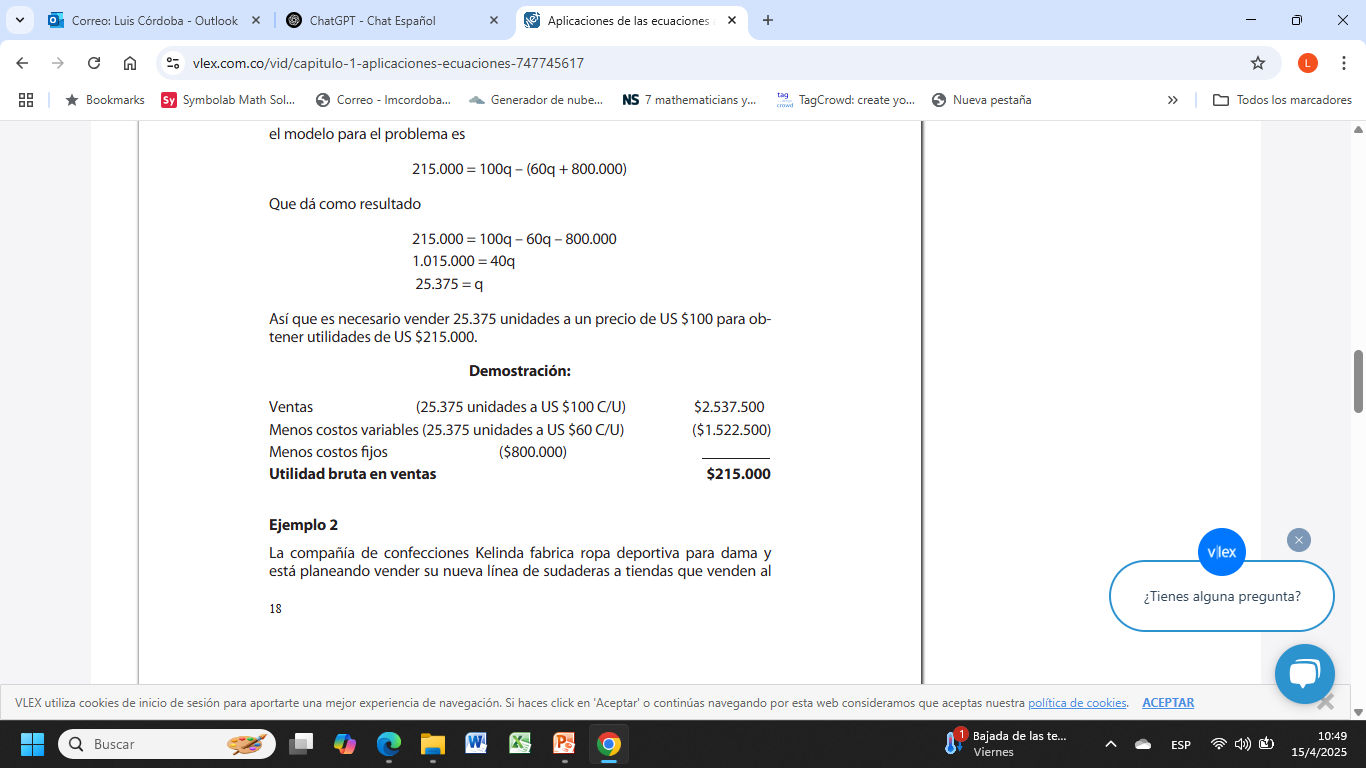 Correo: Luis Córdoba - Outlook
ChatGPT - Chat Español
Aplicaciones de las ecuaciones
vlex.com.co/vid/capitulo-1-aplicaciones-ecuaciones-747745617
L
Bookmarks
Sy Symbolab Math Sol...
Correo - lmcordoba...
Generador de nube...
NS 7 mathematicians y...
tag crowd TagCrowd: create yo...
Nueva pestaña
Todos los marcadores
el modelo para el problema es
215.000 = 100q – (60q + 800.000)
Que dá como resultado
215.000 = 100q – 60q – 800.000
1.015.000 = 40q
25.375 = q
Así que es necesario vender 25.375 unidades a un precio de US $100 para ob-
tener utilidades de US $215.000.
Demostración:
Ventas (25.375 unidades a US $100 C/U) $2.537.500
Menos costos variables (25.375 unidades a US $60 C/U) ($1.522.500)
Menos costos fijos ($800.000)
Utilidad bruta en ventas $215.000
Ejemplo 2
La compañía de confecciones Kelinda fabrica ropa deportiva para dama y
está planeando vender su nueva línea de sudaderas a tiendas que venden al
18
vlex
¿Tienes alguna pregunta?
VLEX utiliza cookies de inicio de sesión para aportarte una mejor experiencia de navegación. Si haces click en 'Aceptar' o continúas navegando por esta web consideramos que aceptas nuestra política de cookies. ACEPTAR
Buscar
1
Bajada de las te...
Viernes
ESP
10:49
15/4/2025